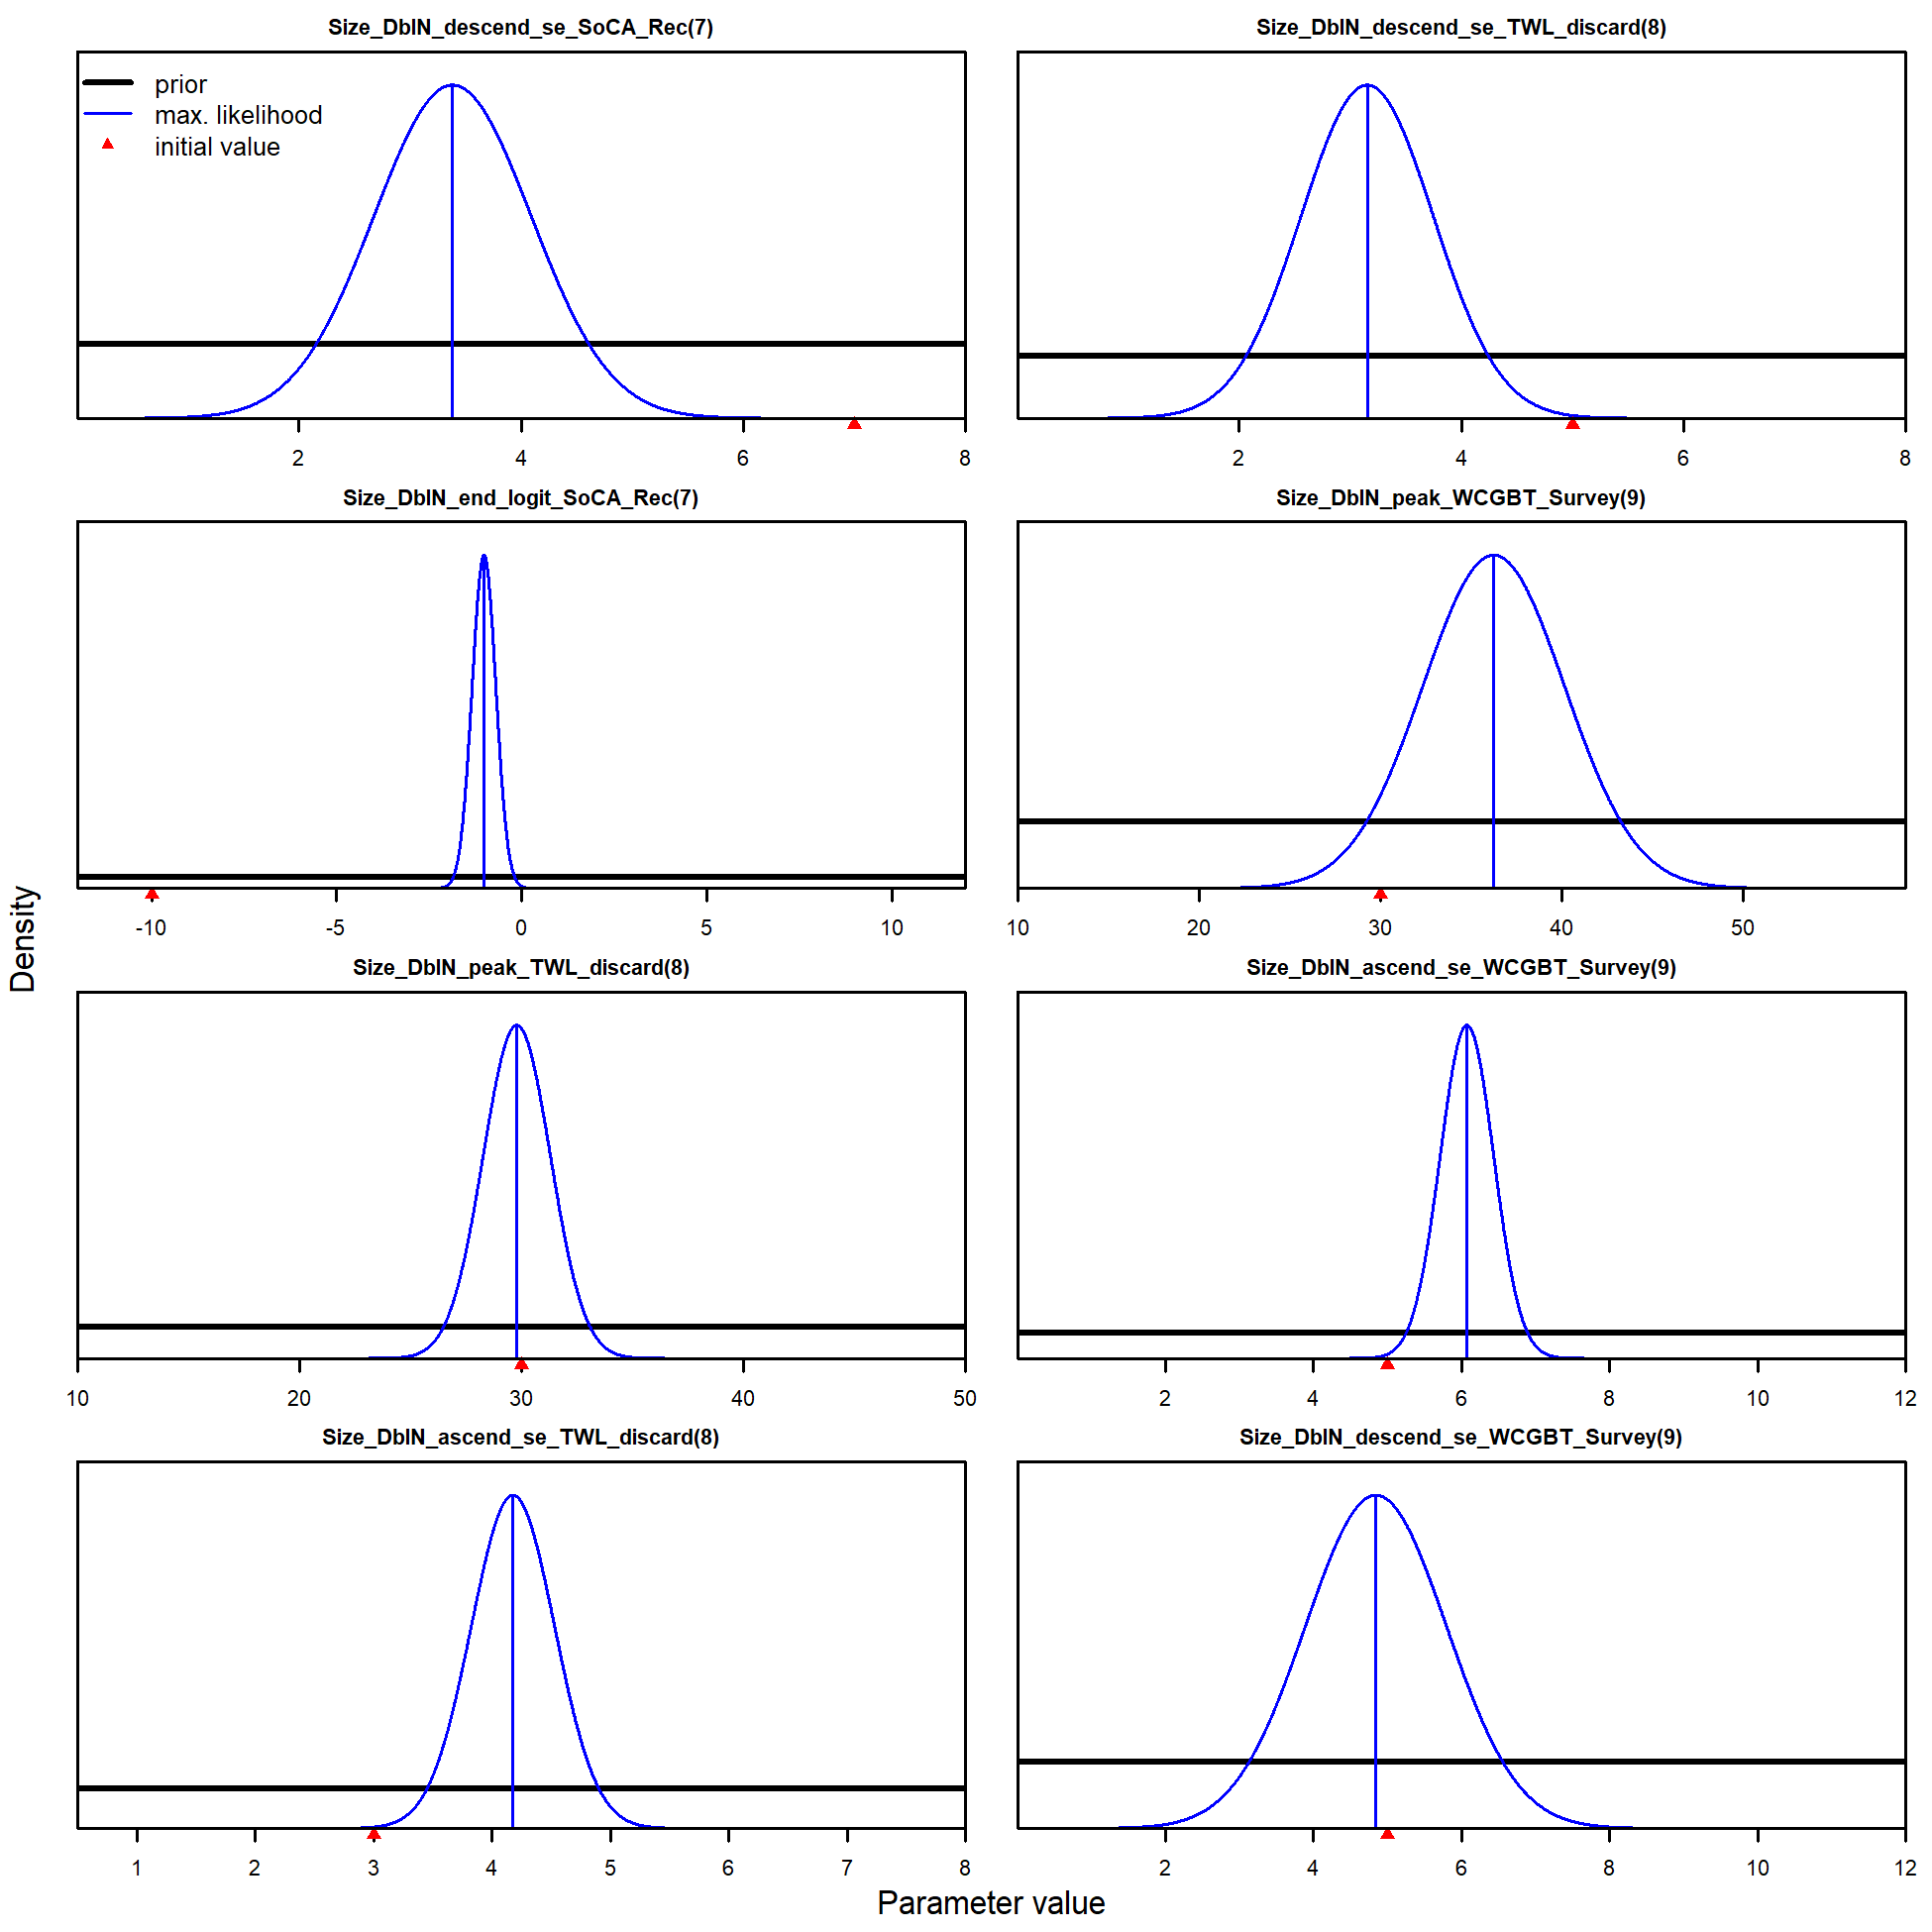 Size_DblN_descend_se_SoCA_Rec(7)
prior
max. likelihood
initial value
2 4 6 8
Size_DblN_descend_se_TWL_discard(8)
2 4 6 8
Size_DblN_end_logit_SoCA_Rec(7)
-10 -5 0 5 10
Size_DblN_peak_WCGBT_Survey(9)
10 20 30 40 50
Size_DblN_peak_TWL_discard(8)
10 20 30 40 50
Size_DblN_ascend_se_WCGBT_Survey(9)
2 4 6 8 10 12
Size_DblN_ascend_se_TWL_discard(8)
1 2 3 4 5 6 7 8
Size_DblN_descend_se_WCGBT_Survey(9)
2 4 6 8 10 12
Density
Parameter value